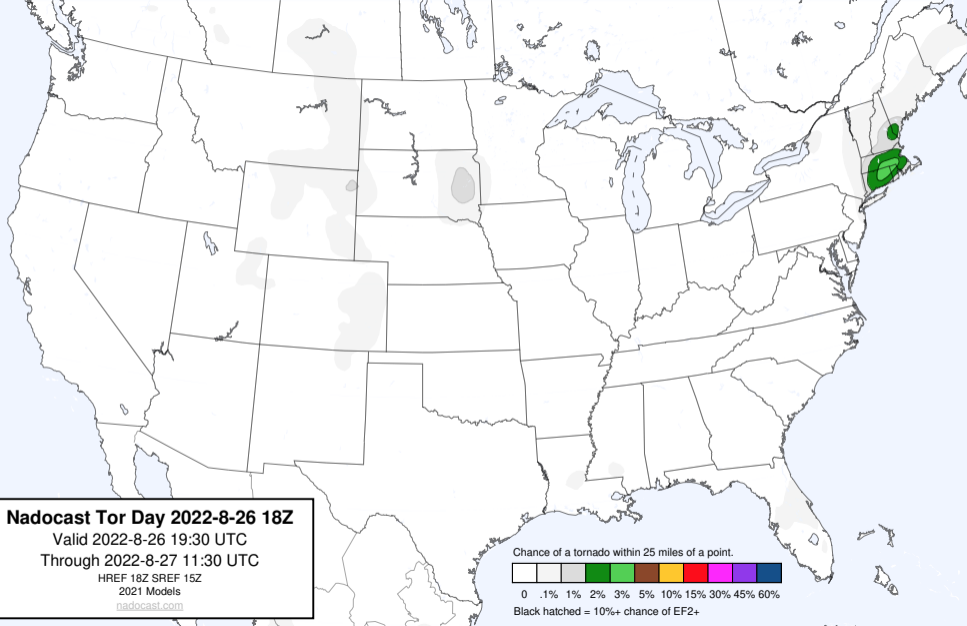 Nadocast Tor Day 2022-8-26 18Z
Valid 2022-8-26 19:30 UTC
Through 2022-8-27 11:30 UTC
HREF 18Z SREF 15Z
2021 Models
nadocast.com
Chance of a tornado within 25 miles of a point.
0 .1% 1% 2% 3% 5% 10% 15% 30% 45% 60%
Black hatched = 10%+ chance of EF2+